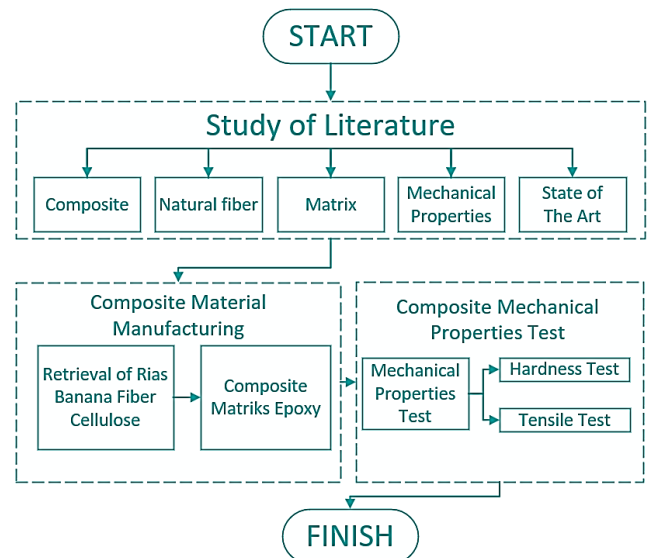 START
Study of Literature
Composite
Natural fiber
Matrix
Mechanical
Properties
State of
The Art
Composite Material
Manufacturing
Retrieval of Rias
Banana Fiber
Cellulose
Composite
Matriks Epoxy
Composite Mechanical
Properties Test
Mechanical
Properties
Test
Hardness Test
Tensile Test
FINISH